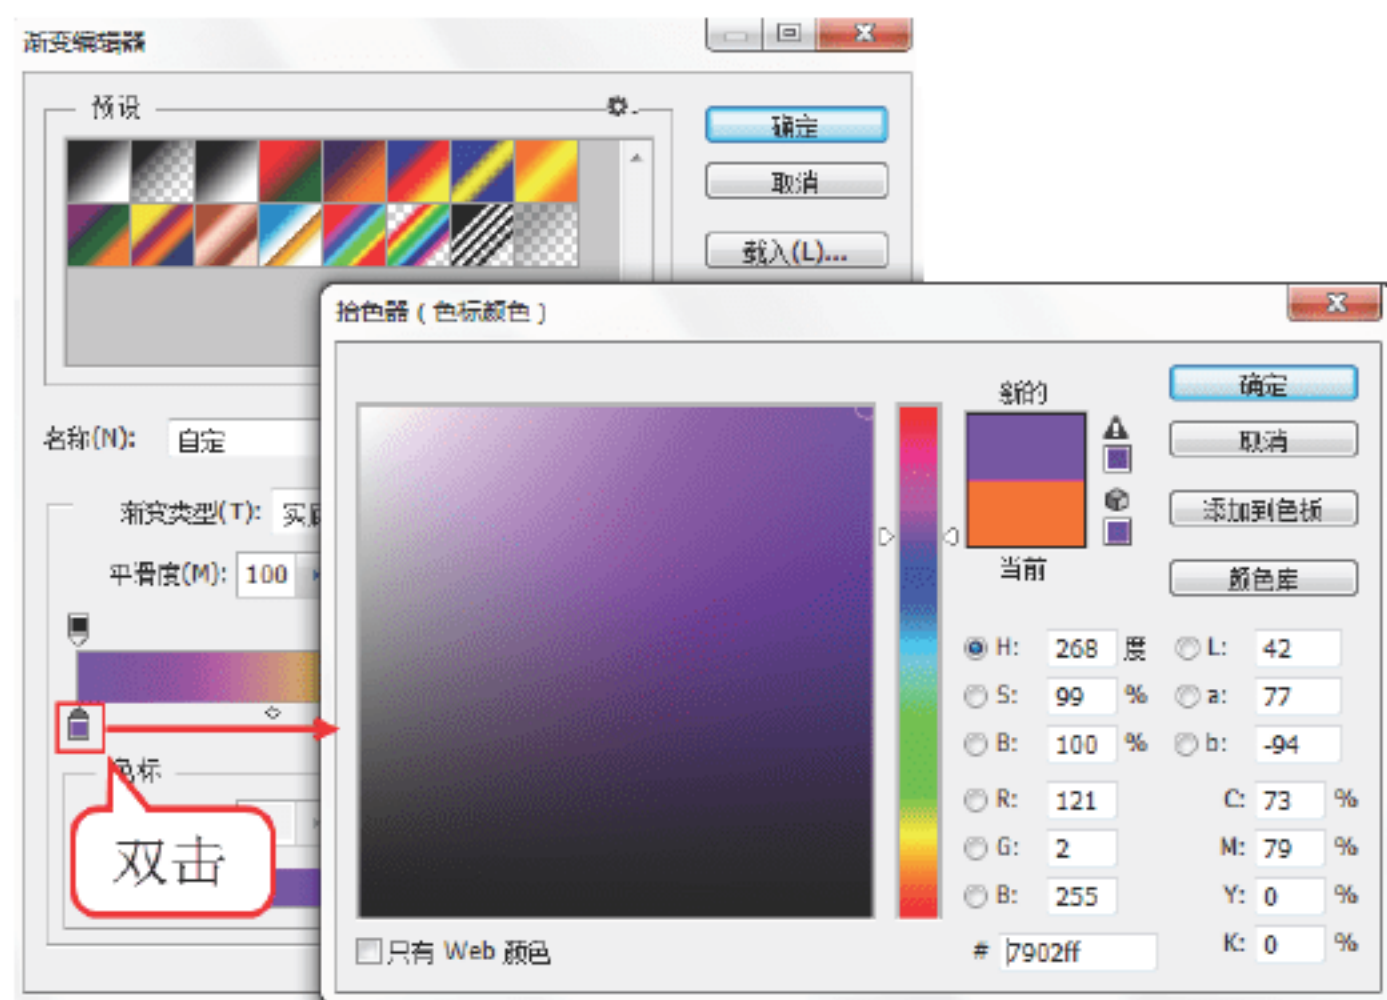 渐变编辑器
预设
确定
取消
载入(L)...
名称(N): 自定
渐变类型(T): 实底
平滑度(M): 100
色标
双击
拾色器 ( 色标颜色 )
新的
当前
确定
取消
添加到色板
颜色库
H: 268 度 L: 42
S: 99 % a: 77
B: 100 % b: -94
R: 121 C: 73 %
G: 2 M: 79 %
B: 255 Y: 0 %
# 7902ff K: 0 %
只有 Web 颜色